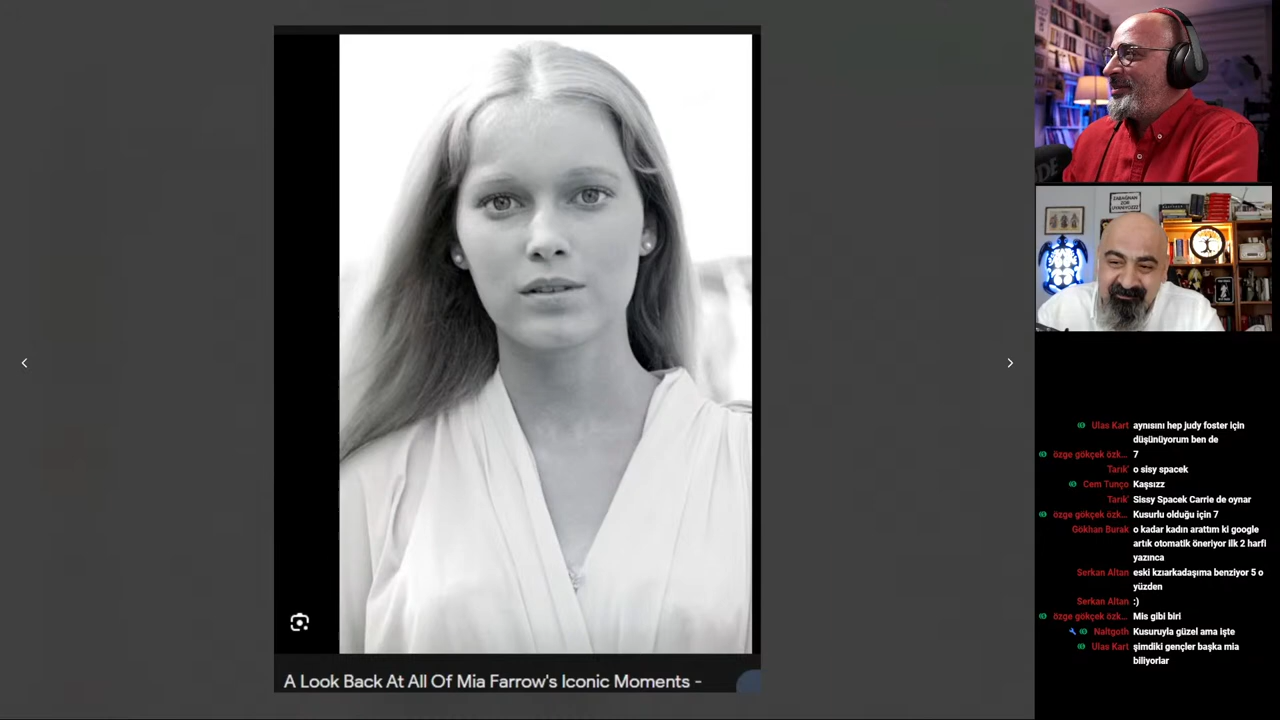 A Look Back At All Of Mia Farrow's Iconic Moments -
ZABAĞNAN
ZOR
UYANIYOZZZ
Ulas Kart aynısını hep judy foster için
düşünüyorum ben de
özge gökçek özk... 7
Tarık' o sisy spacek
Cem Tunço Kaşsızz
Tarık' Sissy Spacek Carrie de oynar
özge gökçek özk... Kusurlu olduğu için 7
Gökhan Burak o kadar kadın arattım ki google
artık otomatik öneriyor ilk 2 harfi
yazınca
Serkan Altan eski kzıarkadaşıma benziyor 5 o
yüzden
Serkan Altan :)
özge gökçek özk... Mis gibi biri
Naltgoth Kusuruyla güzel ama işte
Ulas Kart şimdiki gençler başka mia
biliyorlar